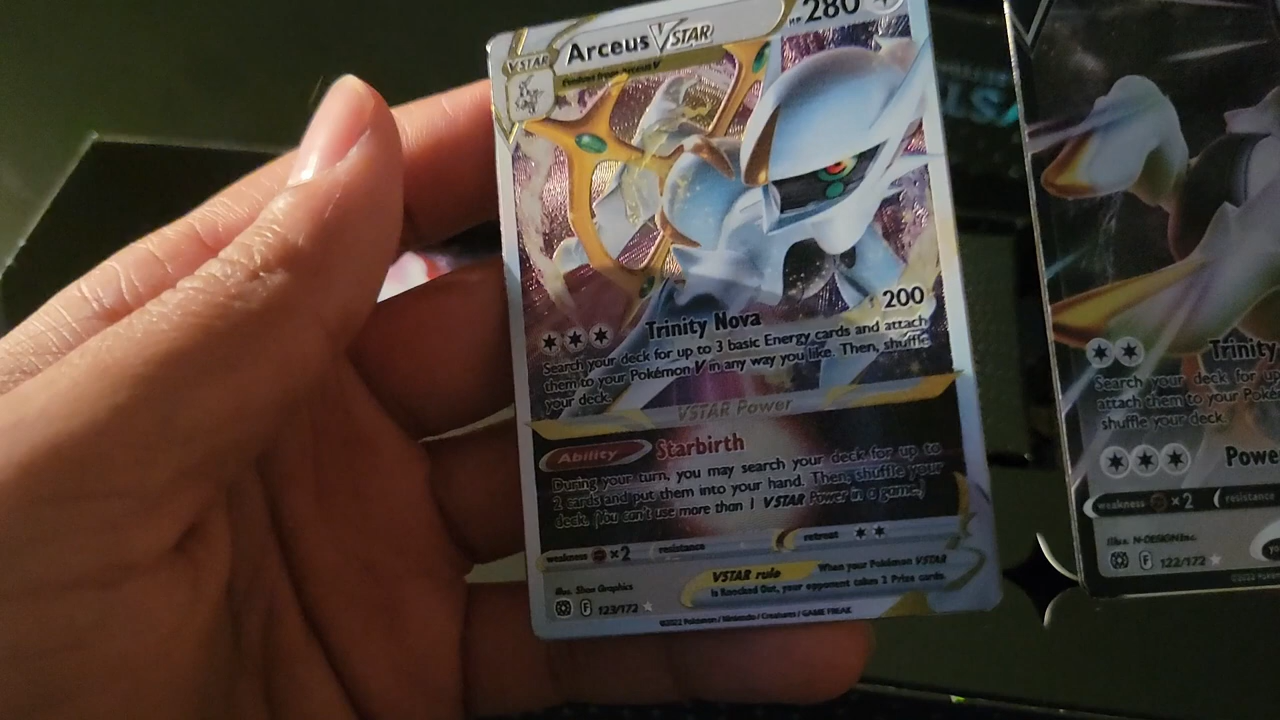 Arceus VSTAR
HP 280
VSTAR
Evolves from Arceus V
200
Trinity Nova
Search your deck for up to 3 basic Energy cards and attach
them to your Pokémon V in any way you like. Then, shuffle
your deck.
VSTAR Power
Ability
Starbirth
During your turn, you may search your deck for up to
2 cards and put them into your hand. Then, shuffle your
deck. (You can't use more than 1 VSTAR Power in a game.)
weakness ×2
resistance
retreat
VSTAR rule
When your Pokémon VSTAR
is Knocked Out, your opponent takes 2 Prize cards.
Illus. Shan Graphics
F 123/172
©2022 Pokémon / Nintendo / Creatures / GAME FREAK
Trinity
Search your deck for up
attach them to your Poké
shuffle your deck.
Power
weakness ×2
resistance
Illus. N-DESIGN Inc.
F 122/172